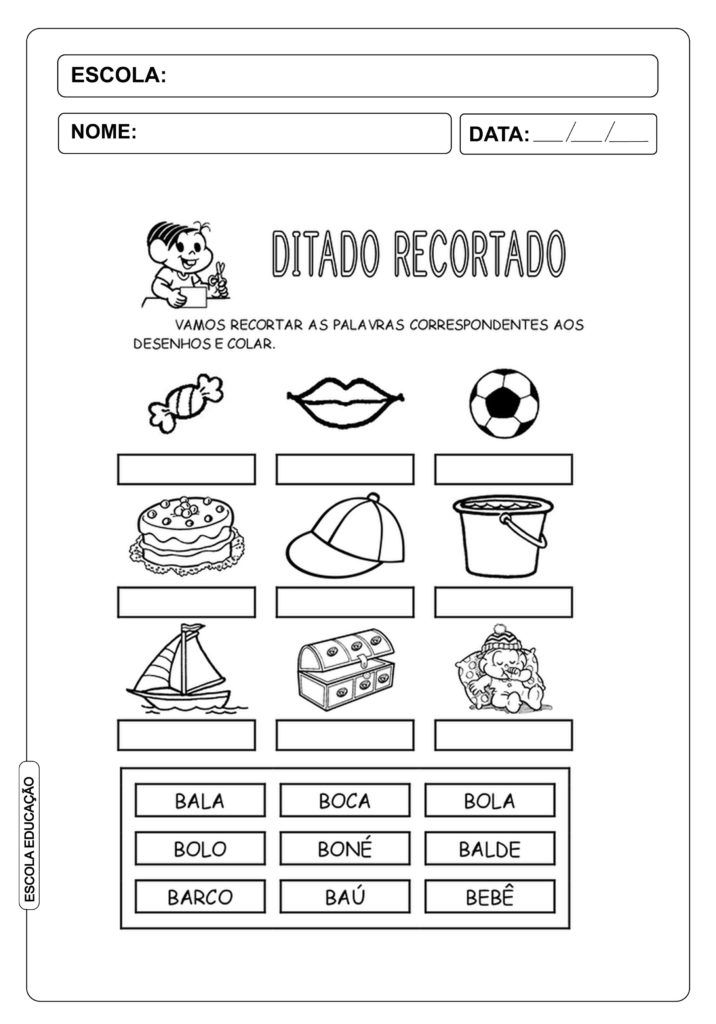 ESCOLA:
NOME:
DATA: ___/___/___
DITADO RECORTADO
VAMOS RECORTAR AS PALAVRAS CORRESPONDENTES AOS
DESENHOS E COLAR.
BALA BOCA BOLA
BOLO BONÉ BALDE
BARCO BAÚ BEBÊ
ESCOLA EDUCAÇÃO